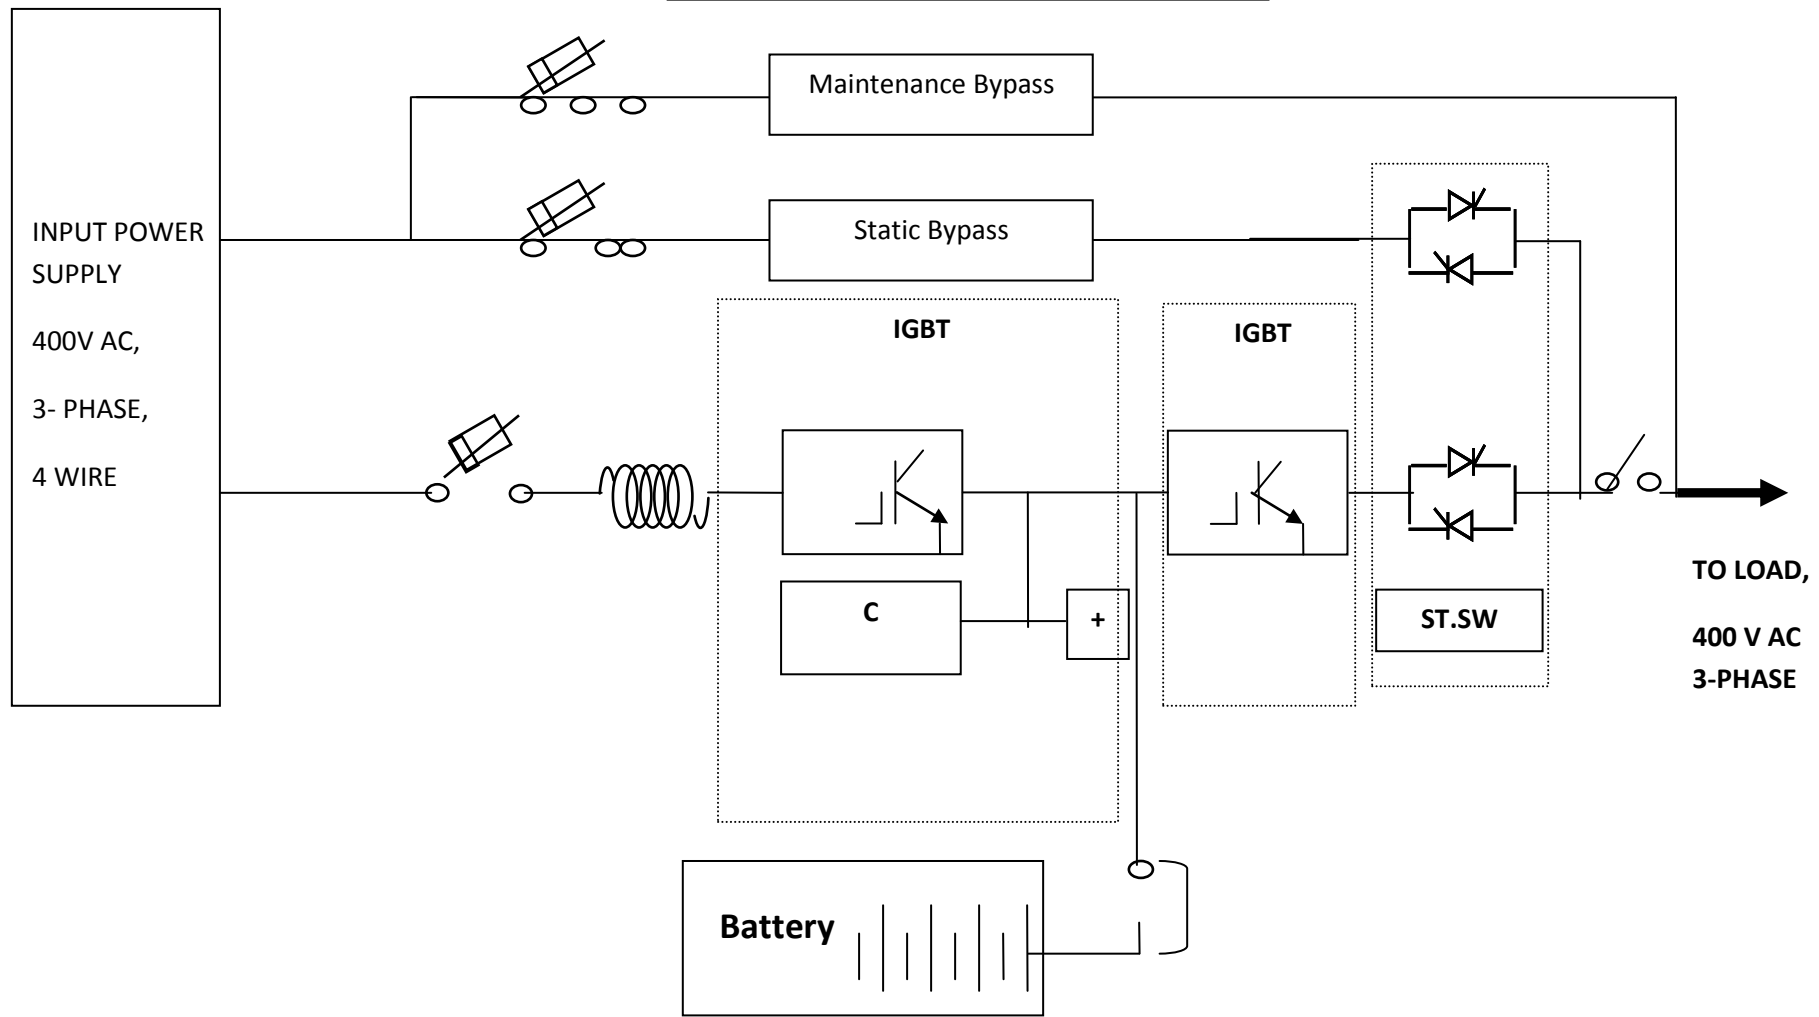 Maintenance Bypass
INPUT POWER
SUPPLY
400V AC,
3- PHASE,
4 WIRE
Static Bypass
IGBT
IGBT
C
+
ST.SW
TO LOAD,
400 V AC
3-PHASE
Battery